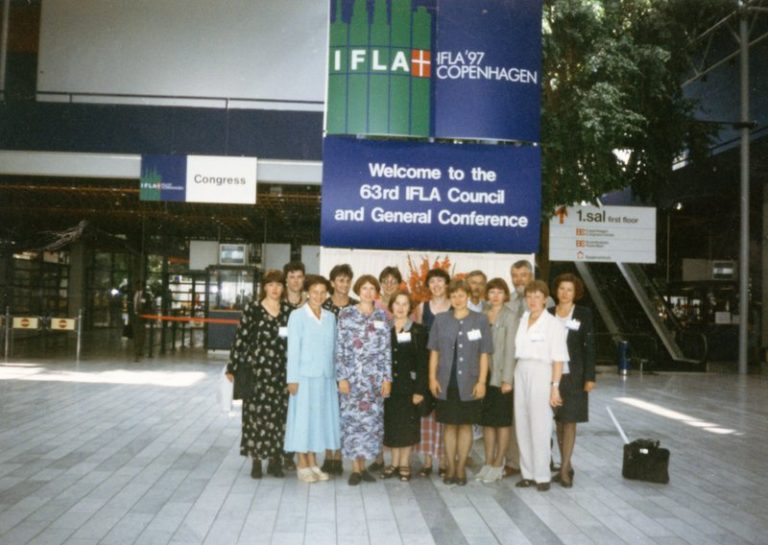 IFLA
IFLA'97
COPENHAGEN
Congress
Welcome to the
63rd IFLA Council
and General Conference
1.sal first floor